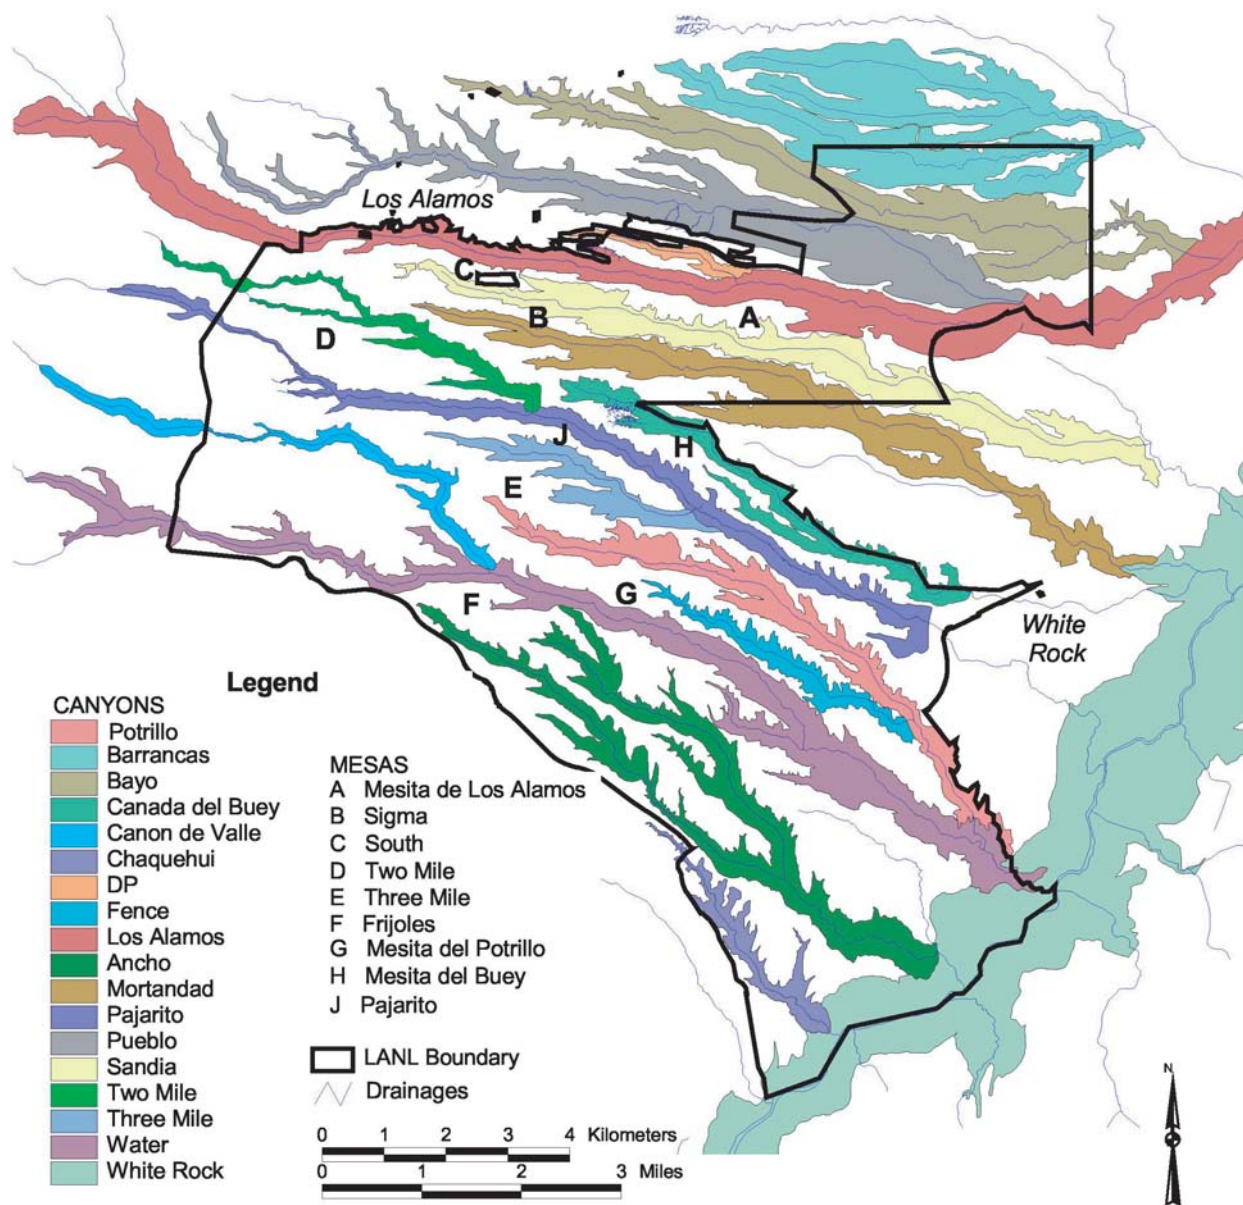 Los Alamos
C
B
A
D
J
H
E
F
G
White
Rock
Legend
CANYONS
Potrillo
Barrancas
Bayo
Canada del Buey
Canon de Valle
Chaquehui
DP
Fence
Los Alamos
Ancho
Mortandad
Pajarito
Pueblo
Sandia
Two Mile
Three Mile
Water
White Rock
MESAS
A Mesita de Los Alamos
B Sigma
C South
D Two Mile
E Three Mile
F Frijoles
G Mesita del Potrillo
H Mesita del Buey
J Pajarito
LANL Boundary
Drainages
0 1 2 3 4 Kilometers
0 1 2 3 Miles
N